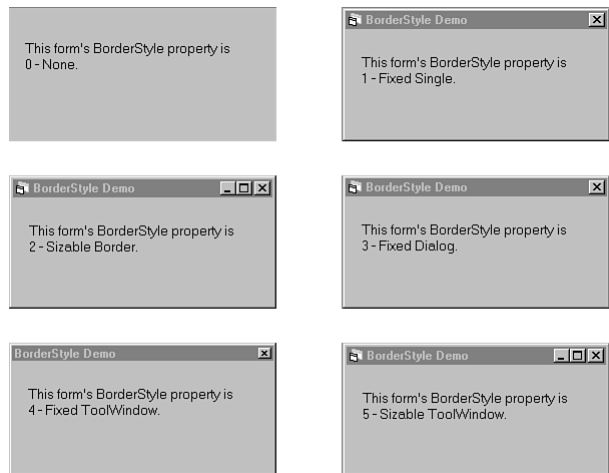 This form's BorderStyle property is
0 - None.
BorderStyle Demo
This form's BorderStyle property is
1 - Fixed Single.
BorderStyle Demo
This form's BorderStyle property is
2 - Sizable Border.
BorderStyle Demo
This form's BorderStyle property is
3 - Fixed Dialog.
BorderStyle Demo
This form's BorderStyle property is
4 - Fixed ToolWindow.
BorderStyle Demo
This form's BorderStyle property is
5 - Sizable ToolWindow.